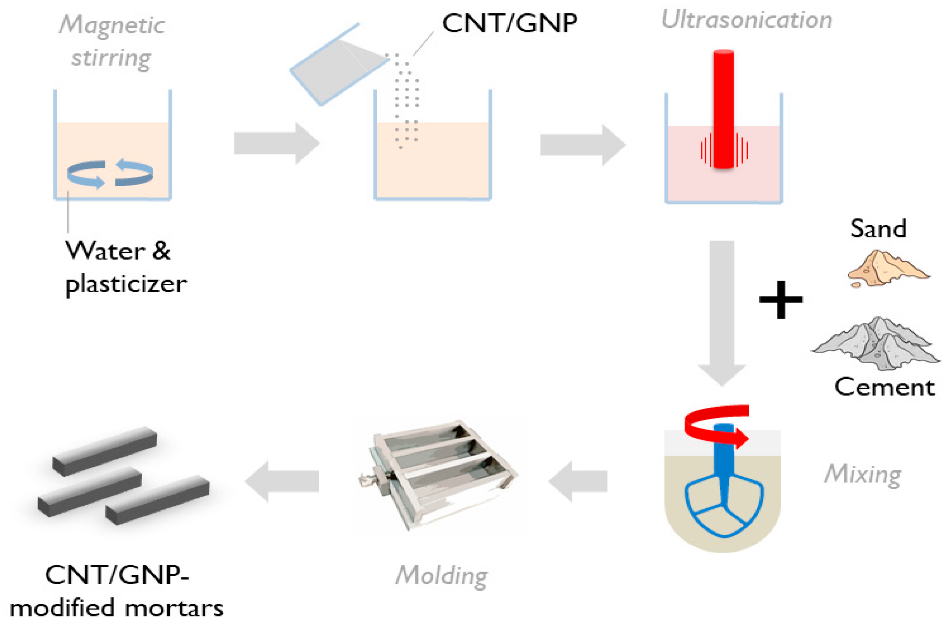 Magnetic
stirring
CNT/GNP
Ultrasonication
Water &
plasticizer
Sand
Cement
Mixing
Molding
CNT/GNP-
modified mortars